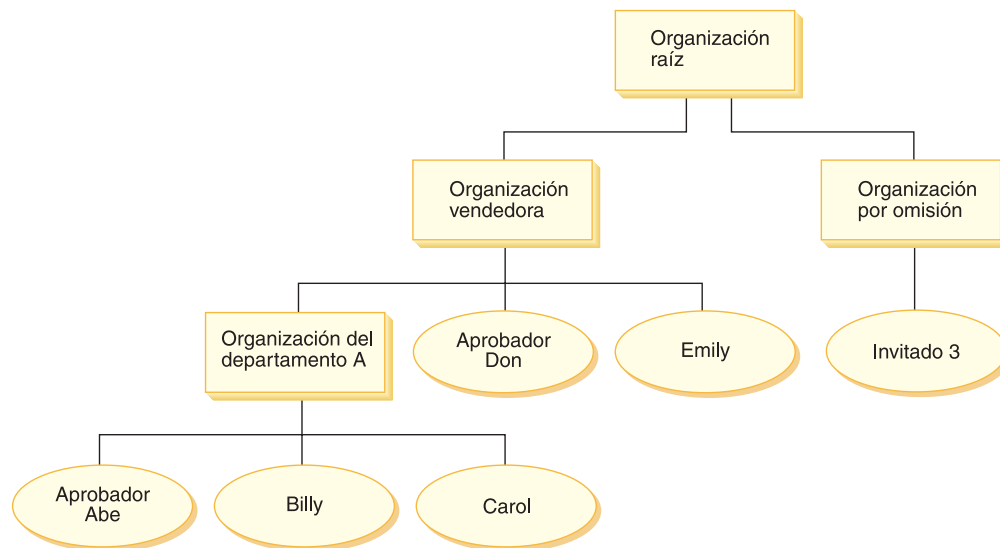 Organización
raíz
Organización
vendedora
Organización
por omisión
Organización del
departamento A
Aprobador
Don
Emily
Invitado 3
Aprobador
Abe
Billy
Carol